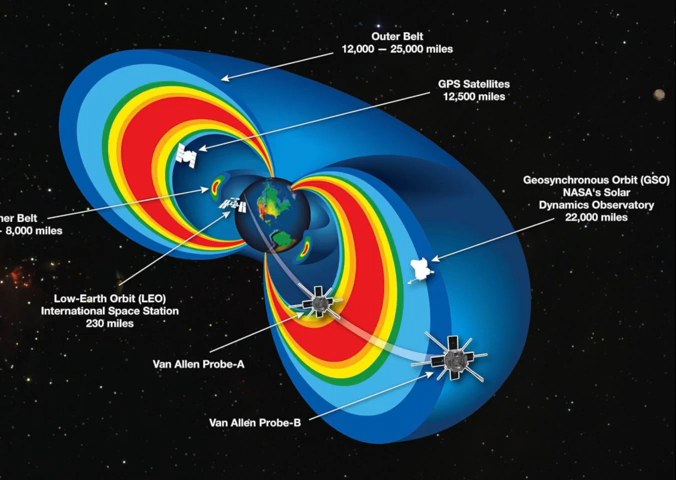 Outer Belt
12,000 — 25,000 miles
GPS Satellites
12,500 miles
Geosynchronous Orbit (GSO)
NASA's Solar
Dynamics Observatory
22,000 miles
Belt
- 8,000 miles
Low-Earth Orbit (LEO)
International Space Station
230 miles
Van Allen Probe-A
Van Allen Probe-B